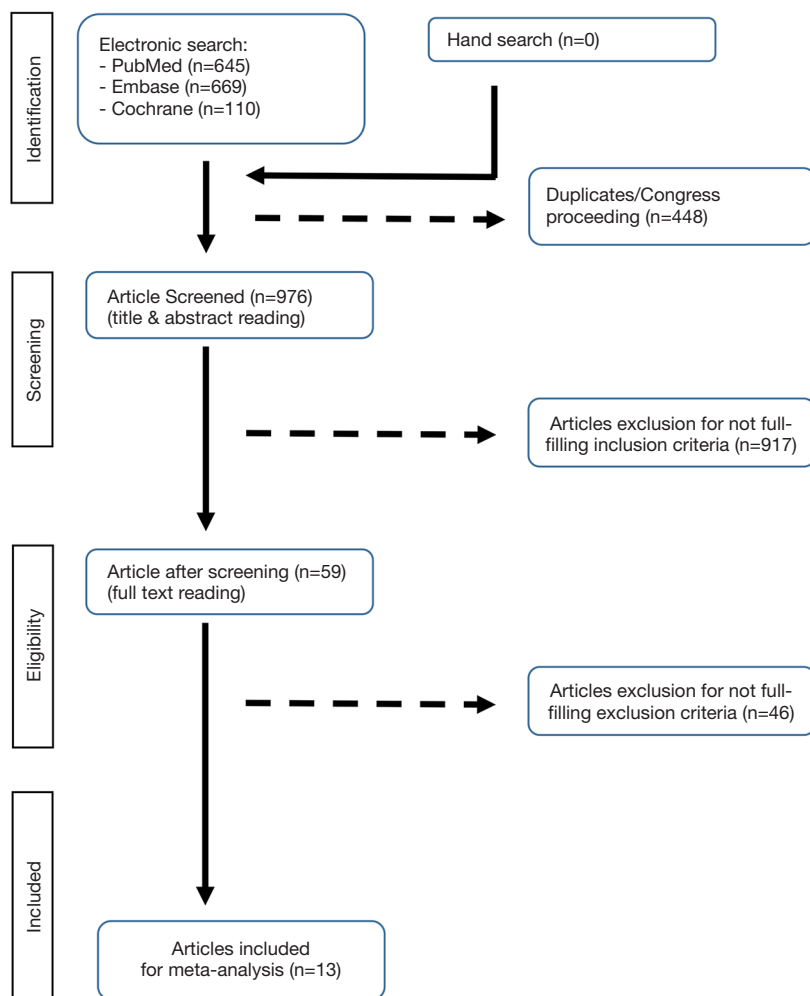 Identification
Electronic search:
- PubMed (n=645)
- Embase (n=669)
- Cochrane (n=110)
Hand search (n=0)
Duplicates/Congress
proceeding (n=448)
Screening
Article Screened (n=976)
(title & abstract reading)
Articles exclusion for not full-
filling inclusion criteria (n=917)
Eligibility
Article after screening (n=59)
(full text reading)
Articles exclusion for not full-
filling exclusion criteria (n=46)
Included
Articles included
for meta-analysis (n=13)